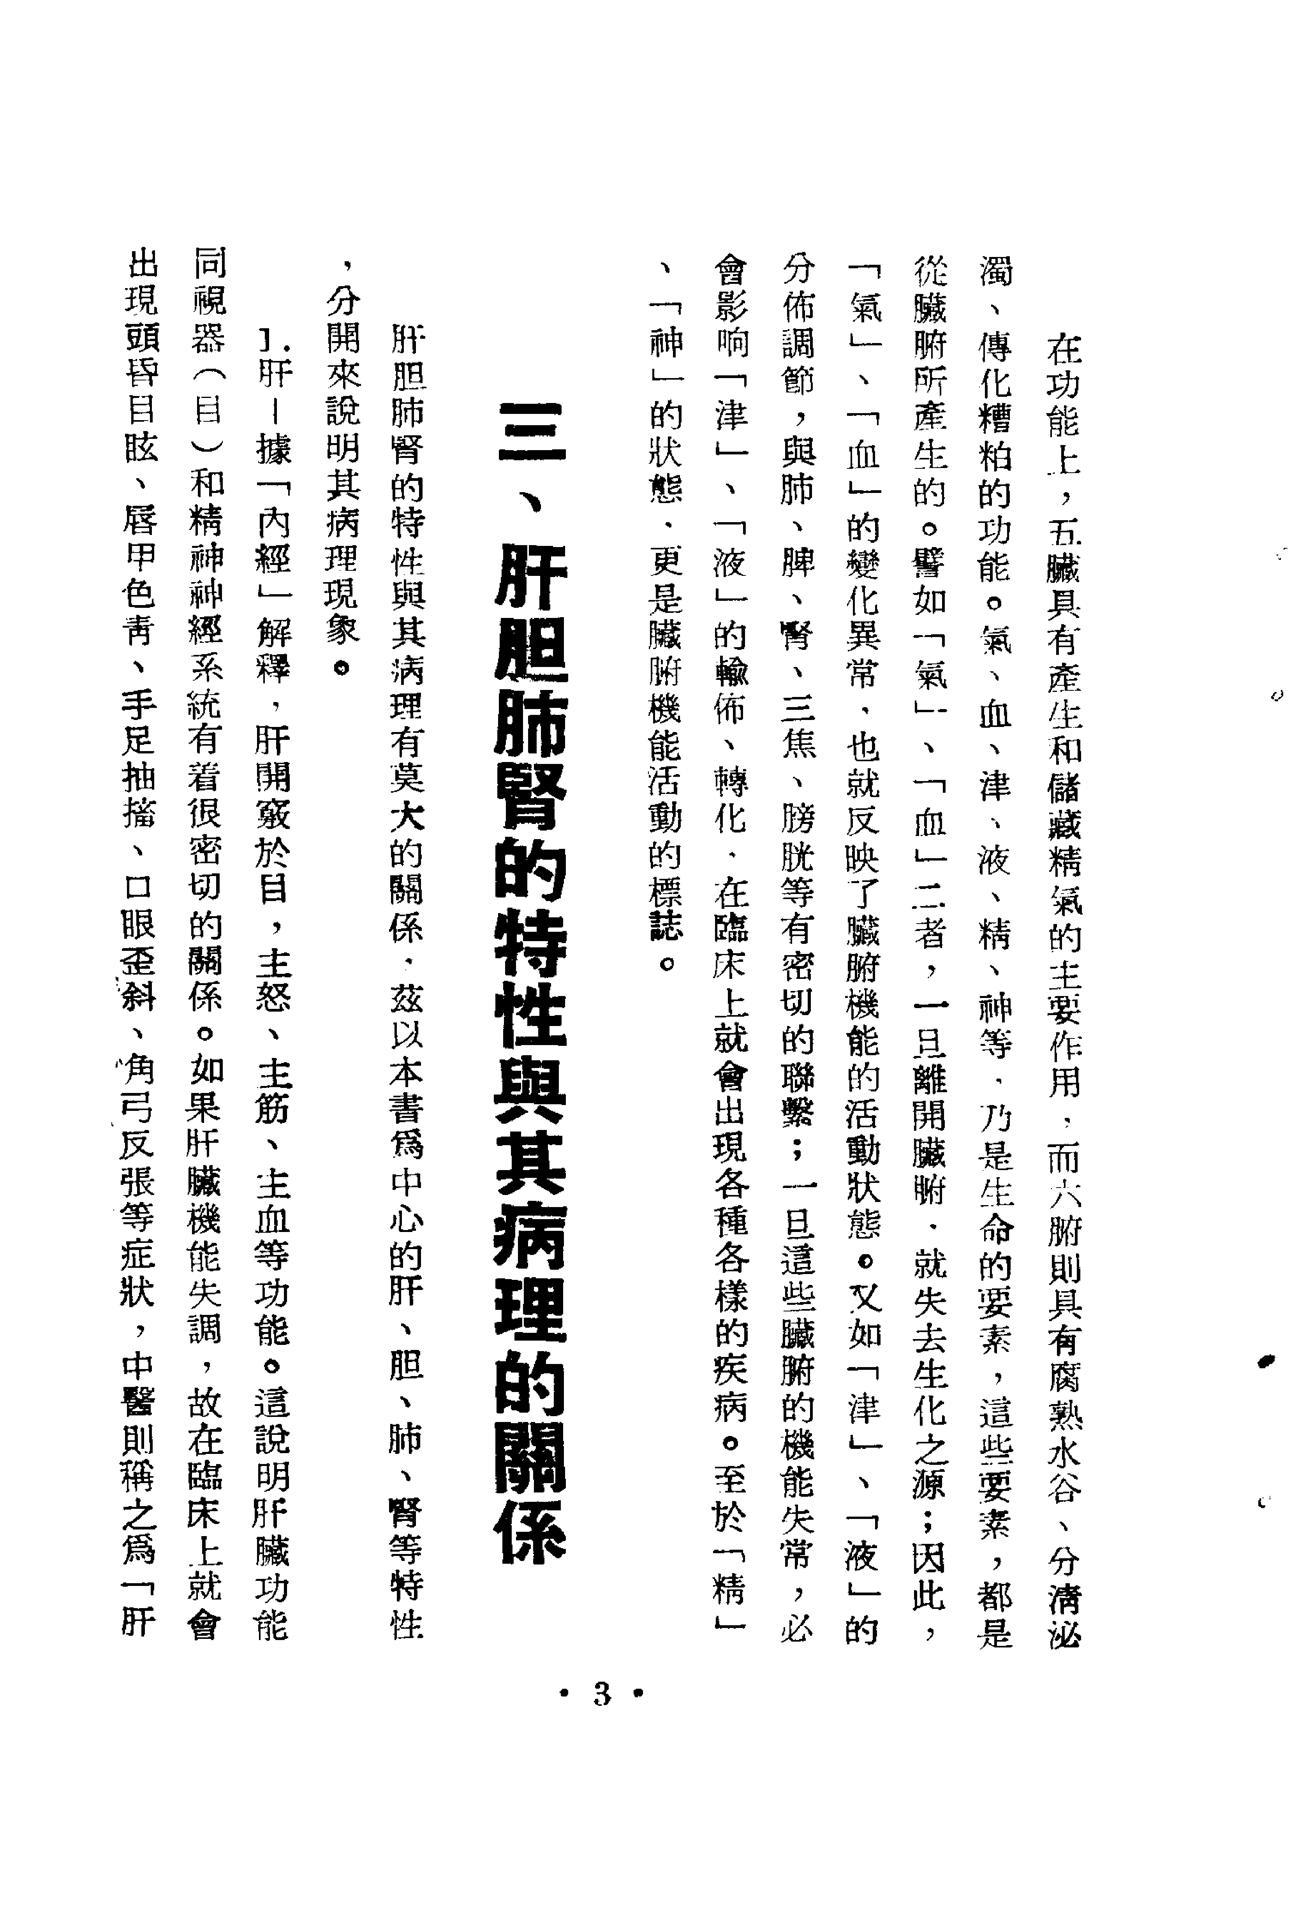 在功能上，五臟具有產生和儲藏精氣的主要作用，而六腑則具有腐熟水谷、分清泌
濁、傳化糟粕的功能。氣、血、津、液、精、神等．乃是生命的要素，這些要素，都是
從臟腑所產生的。譬如「氣」、「血」二者，一旦離開臟腑．就失去生化之源；因此，
「氣」、「血」的變化異常．也就反映了臟腑機能的活動狀態。又如「津」、「液」的
分佈調節，與肺、脾、腎、三焦、膀胱等有密切的聯繫；一旦這些臟腑的機能失常，必
會影响「津」、「液」的輸佈、轉化．在臨床上就會出現各種各樣的疾病。至於「精」
、「神」的狀態．更是臟腑機能活動的標誌。
三、肝胆肺腎的特性與其病理的關係
肝胆肺腎的特性與其病理有莫大的關係．茲以本書爲中心的肝、胆、肺、腎等特性
，分開來說明其病理現象。
1.肝－據「內經」解釋，肝開竅於目，主怒、主筋、主血等功能。這說明肝臟功能
同視器（目）和精神神經系統有着很密切的關係。如果肝臟機能失調，故在臨床上就會
出現頭昏目眩、唇甲色靑、手足抽搐、口眼歪斜、角弓反張等症狀，中醫則稱之爲「肝
• 3 •